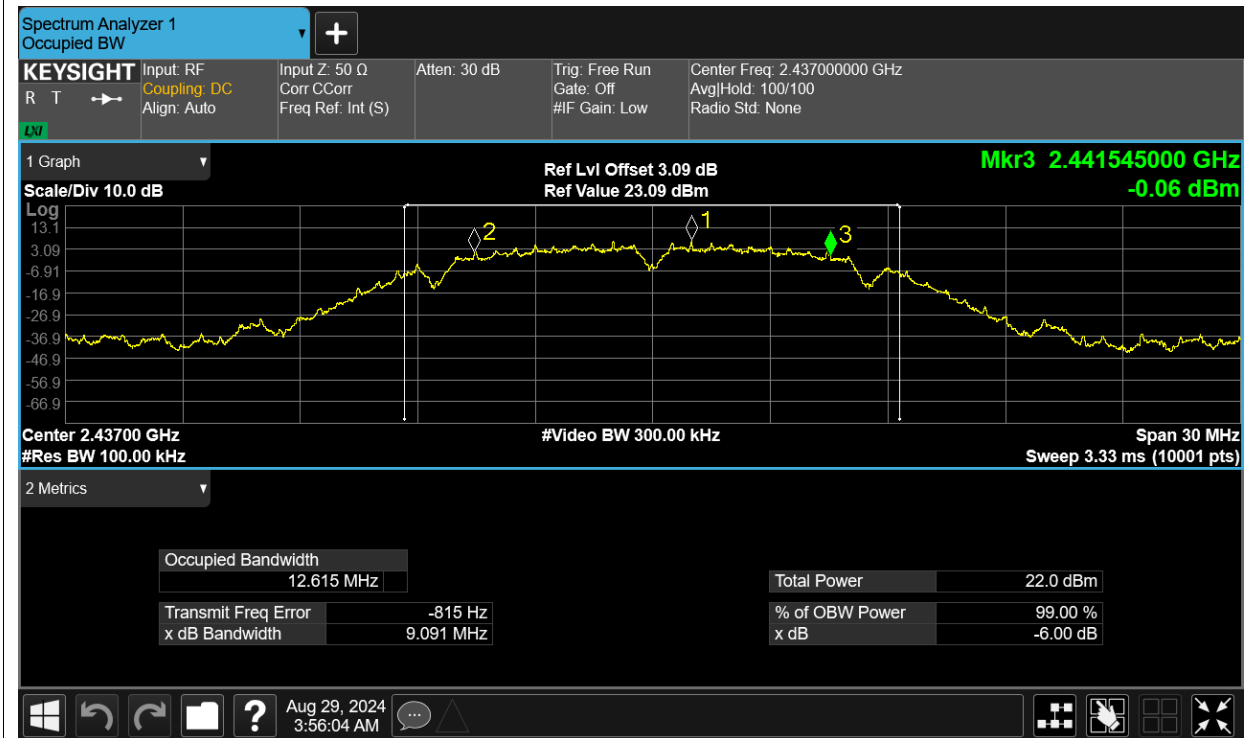 Spectrum Analyzer 1
Occupied BW
KEYSIGHT
R T
LXI
Input: RF
Coupling: DC
Align: Auto
Input Z: 50 Ω
Corr CCorr
Freq Ref: Int (S)
Atten: 30 dB
Trig: Free Run
Gate: Off
#IF Gain: Low
Center Freq: 2.437000000 GHz
Avg|Hold: 100/100
Radio Std: None
1 Graph
Scale/Div 10.0 dB
Ref Lvl Offset 3.09 dB
Ref Value 23.09 dBm
Mkr3 2.441545000 GHz
-0.06 dBm
Log
13.1
3.09
-6.91
-16.9
-26.9
-36.9
-46.9
-56.9
-66.9
2
1
3
Center 2.43700 GHz
#Res BW 100.00 kHz
#Video BW 300.00 kHz
Span 30 MHz
Sweep 3.33 ms (10001 pts)
2 Metrics
Occupied Bandwidth
12.615 MHz
Transmit Freq Error -815 Hz
x dB Bandwidth 9.091 MHz
Total Power 22.0 dBm
% of OBW Power 99.00 %
x dB -6.00 dB
?
Aug 29, 2024
3:56:04 AM